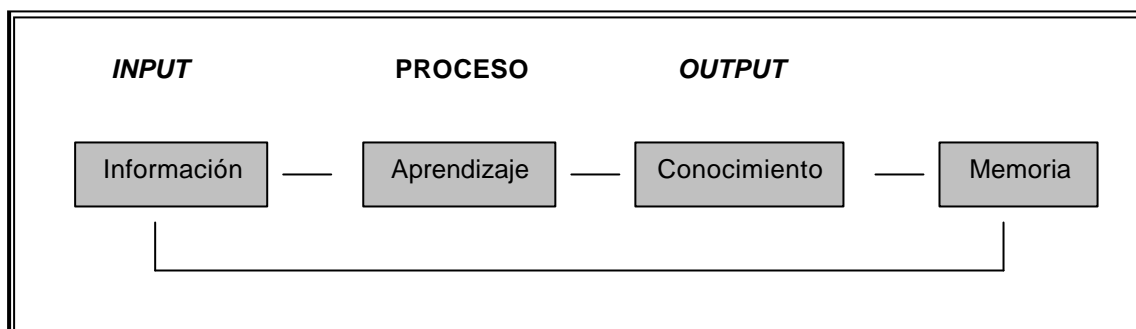 INPUT PROCESO OUTPUT
Información Aprendizaje Conocimiento Memoria